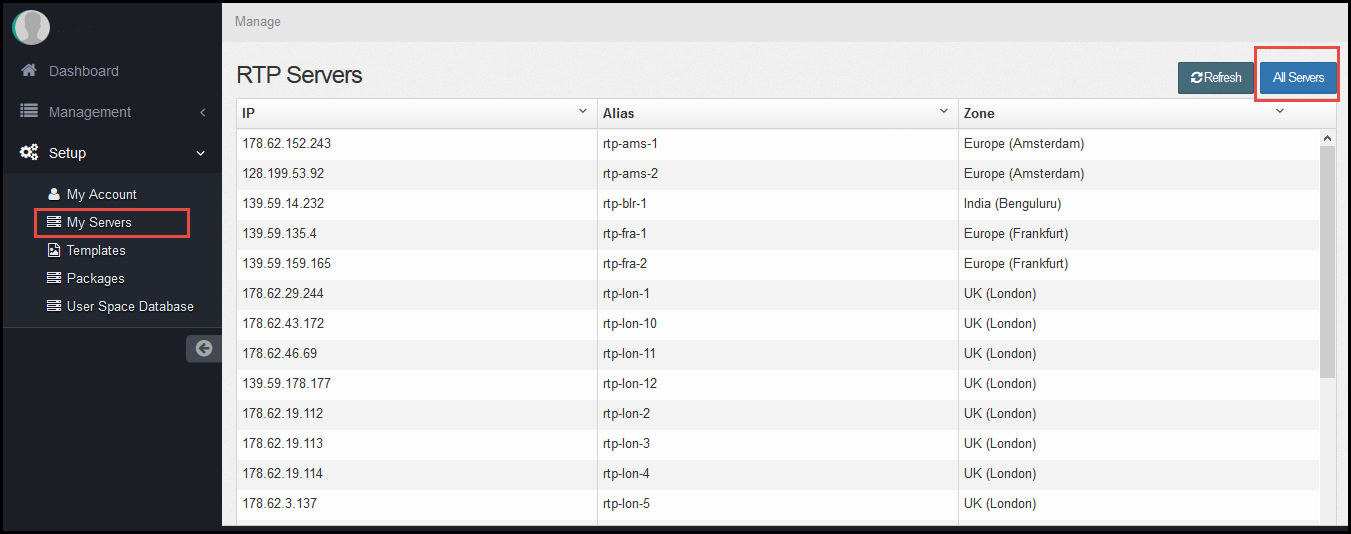 Manage
Dashboard
Management
Setup
My Account
My Servers
Templates
Packages
User Space Database
RTP Servers
Refresh
All Servers
IP Alias Zone
178.62.152.243 rtp-ams-1 Europe (Amsterdam)
128.199.53.92 rtp-ams-2 Europe (Amsterdam)
139.59.14.232 rtp-blr-1 India (Benguluru)
139.59.135.4 rtp-fra-1 Europe (Frankfurt)
139.59.159.165 rtp-fra-2 Europe (Frankfurt)
178.62.29.244 rtp-lon-1 UK (London)
178.62.43.172 rtp-lon-10 UK (London)
178.62.46.69 rtp-lon-11 UK (London)
139.59.178.177 rtp-lon-12 UK (London)
178.62.19.112 rtp-lon-2 UK (London)
178.62.19.113 rtp-lon-3 UK (London)
178.62.19.114 rtp-lon-4 UK (London)
178.62.3.137 rtp-lon-5 UK (London)